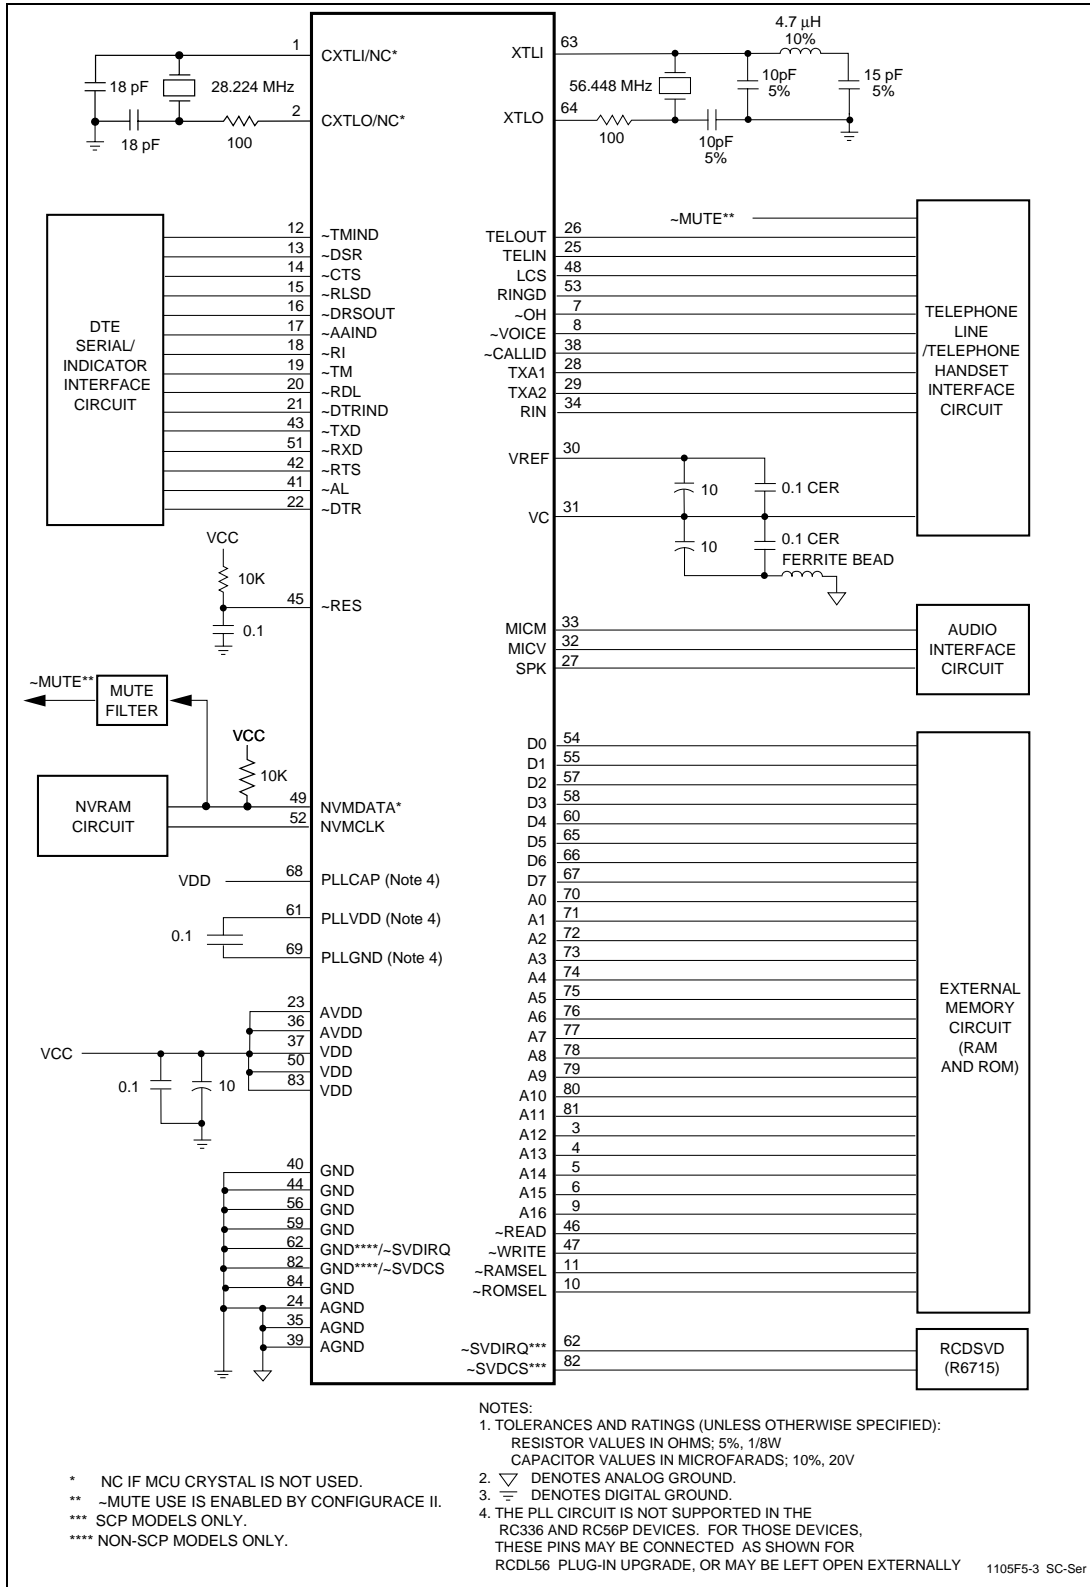 1
CXTLI/NC*
18 pF
28.224 MHz
2
CXTLO/NC*
18 pF
100
4.7 µH
10%
63
XTLI
56.448 MHz
10pF
5%
15 pF
5%
64
XTLO
100
10pF
5%
DTE
SERIAL/
INDICATOR
INTERFACE
CIRCUIT
12 ~TMIND
13 ~DSR
14 ~CTS
15 ~RLSD
16 ~DRSOUT
17 ~AAIND
18 ~RI
19 ~TM
20 ~RDL
21 ~DTRIND
43 ~TXD
51 ~RXD
42 ~RTS
41 ~AL
22 ~DTR
~MUTE**
TELOUT 26
TELIN 25
LCS 48
RINGD 53
~OH 7
~VOICE 8
~CALLID 38
TXA1 28
TXA2 29
RIN 34
TELEPHONE
LINE
/TELEPHONE
HANDSET
INTERFACE
CIRCUIT
VREF 30
10
0.1 CER
VC 31
10
0.1 CER
FERRITE BEAD
VCC
10K
45 ~RES
0.1
MICM 33
MICV 32
SPK 27
AUDIO
INTERFACE
CIRCUIT
~MUTE**
MUTE
FILTER
VCC
10K
NVRAM
CIRCUIT
49 NVMDATA*
52 NVMCLK
VDD 68 PLLCAP (Note 4)
61 PLLVDD (Note 4)
0.1
69 PLLGND (Note 4)
23 AVDD
36 AVDD
37 VDD
50 VDD
83 VDD
VCC
0.1
10
40 GND
44 GND
56 GND
59 GND
62 GND****/~SVDIRQ
82 GND****/~SVDCS
84 GND
24 AGND
35 AGND
39 AGND
D0 54
D1 55
D2 57
D3 58
D4 60
D5 65
D6 66
D7 67
A0 70
A1 71
A2 72
A3 73
A4 74
A5 75
A6 76
A7 77
A8 78
A9 79
A10 80
A11 81
A12 3
A13 4
A14 5
A15 6
A16 9
~READ 46
~WRITE 47
~RAMSEL 11
~ROMSEL 10
EXTERNAL
MEMORY
CIRCUIT
(RAM
AND ROM)
~SVDIRQ*** 62
~SVDCS*** 82
RCDSVD
(R6715)
* NC IF MCU CRYSTAL IS NOT USED.
** ~MUTE USE IS ENABLED BY CONFIGURACE II.
*** SCP MODELS ONLY.
**** NON-SCP MODELS ONLY.
NOTES:
1. TOLERANCES AND RATINGS (UNLESS OTHERWISE SPECIFIED):
RESISTOR VALUES IN OHMS; 5%, 1/8W
CAPACITOR VALUES IN MICROFARADS; 10%, 20V
2. DENOTES ANALOG GROUND.
3. DENOTES DIGITAL GROUND.
4. THE PLL CIRCUIT IS NOT SUPPORTED IN THE
RC336 AND RC56P DEVICES. FOR THOSE DEVICES,
THESE PINS MAY BE CONNECTED AS SHOWN FOR
RCDL56 PLUG-IN UPGRADE, OR MAY BE LEFT OPEN EXTERNALLY
1105F5-3 SC-Ser